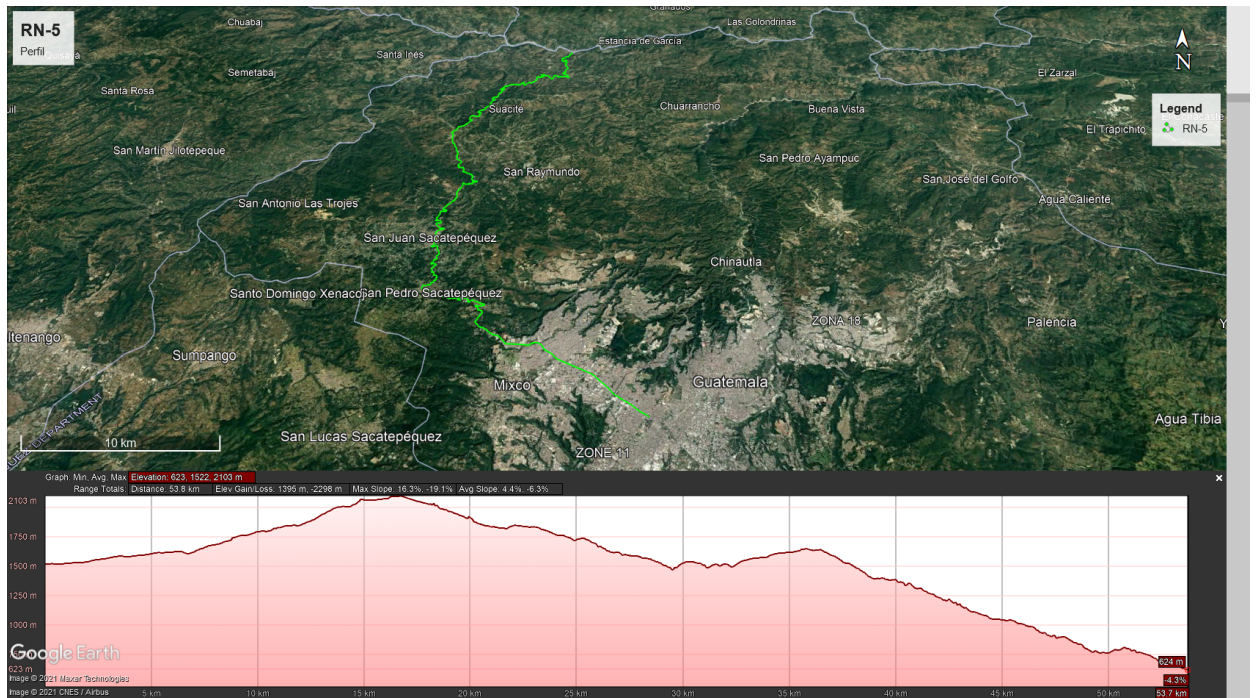 RN-5
Perfil
Granados
Chuabaj
Las Golondrinas
Estancia de García
Santa Inés
N
Semetabaj
El Zarzal
Santa Rosa
Legend
RN-5
Suacité
Chuarrancho
Buena Vista
El Trapichito
San Martín Jilotepeque
San Pedro Ayampuc
San Raymundo
San José del Golfo
San Antonio Las Trojes
Agua Caliente
San Juan Sacatepéquez
Chinautla
Santo Domingo Xenacoj
San Pedro Sacatepéquez
ZONA 18
Palencia
ltenango
Sumpango
Mixco
Guatemala
Agua Tibia
10 km
San Lucas Sacatepéquez
ZONE 11
Graph: Min, Avg, Max Elevation: 623, 1522, 2103 m
Range Totals: Distance: 53.8 km Elev Gain/Loss: 1395 m, -2298 m Max Slope: 16.3%, -19.1% Avg Slope: 4.4%, -6.3%
2103 m
1750 m
1500 m
1250 m
1000 m
Google Earth
623 m
624 m
-4.3%
Image © 2021 Maxar Technologies
Image © 2021 CNES / Airbus
5 km 10 km 15 km 20 km 25 km 30 km 35 km 40 km 45 km 50 km 53.7 km